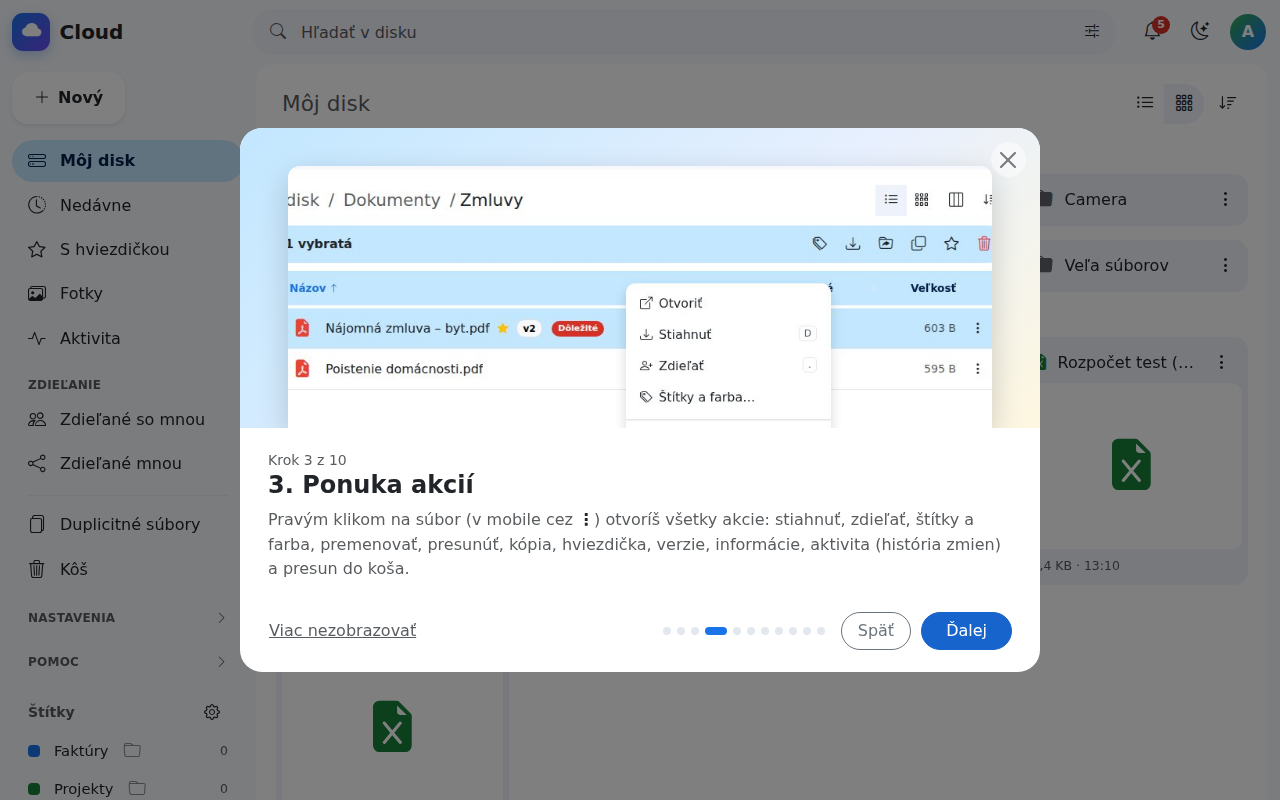 Cloud
Hľadať v disku
5
A
Nový
Môj disk
Môj disk
Nedávne
S hviezdičkou
Fotky
Aktivita
ZDIEĽANIE
Zdieľané so mnou
Zdieľané mnou
Duplicitné súbory
Kôš
NASTAVENIA
POMOC
Štítky
Faktúry 0
Projekty 0
Camera
Veľa súborov
Rozpočet test (...
,4 KB · 13:10
disk / Dokumenty / Zmluvy
1 vybratá
Názov ↑ Veľkosť
Nájomná zmluva – byt.pdf v2 Dôležité 603 B
Poistenie domácnosti.pdf 595 B
Otvoriť
Stiahnuť D
Zdieľať .
Štítky a farba...
Krok 3 z 10
3. Ponuka akcií
Pravým klikom na súbor (v mobile cez ⋮) otvoríš všetky akcie: stiahnuť, zdieľať, štítky a
farba, premenovať, presunúť, kópia, hviezdička, verzie, informácie, aktivita (história zmien)
a presun do koša.
Viac nezobrazovať
Späť
Ďalej